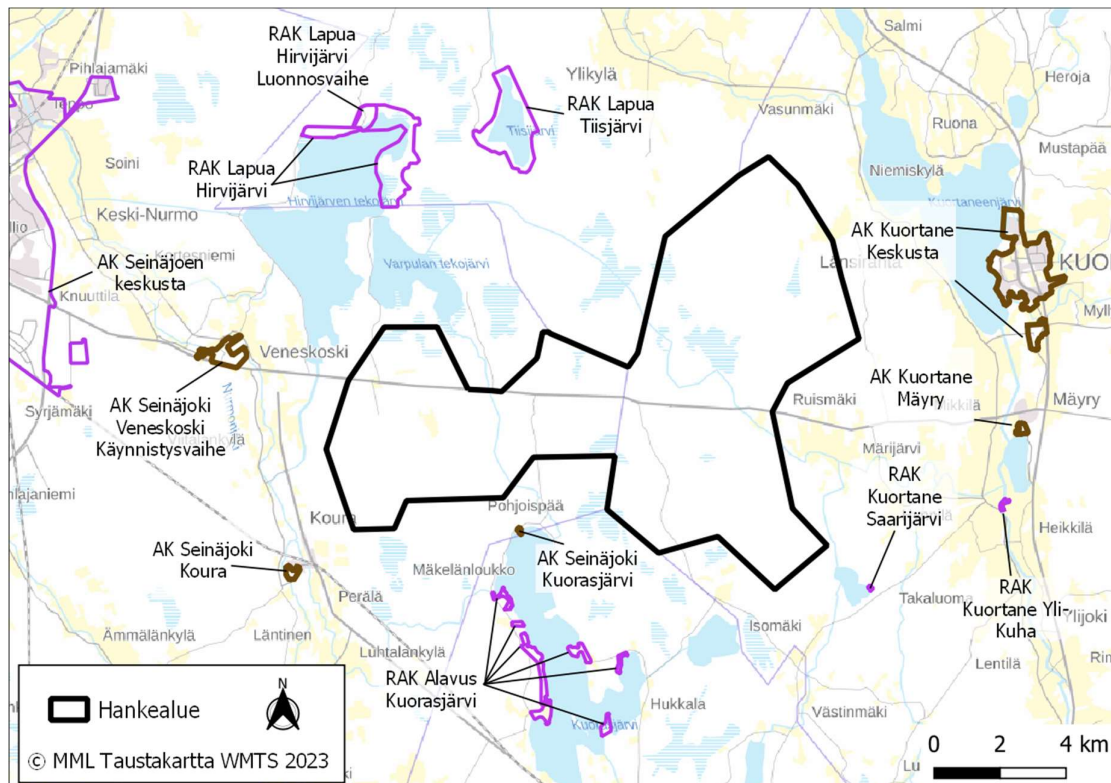 RAK Lapua
Hirvijärvi
Luonnosvaihe
Salmi
Pihlajamäki
Ylikylä
Heroja
RAK Lapua
Tiisjärvi
Vasunmäki
Ruona
Tiisjärvi
Mustapää
Soini
RAK Lapua
Hirvijärvi
Niemiskylä
Hirvijärven tekojärvi
Kuortaneenjärvi
Keski-Nurmo
AK Kuortane
Keskusta
Kortesniemi
Varpulan tekojärvi
Länsiranta
AK Seinäjoen
keskusta
Knuuttila
Veneskoski
AK Kuortane
Mäyry
Ruismäki
Mäyry
Syrjämäki
AK Seinäjoki
Veneskoski
Käynnistysvaihe
Viitalankylä
Märijärvi
RAK
Kuortane
Saarijärvi
Pohjoispää
Koura
Heikkilä
AK Seinäjoki
Koura
AK Seinäjoki
Kuorasjärvi
Mäkelänloukko
RAK
Kuortane Yli-
Kuha
Perälä
Takaluoma
Ylijoki
Isomäki
Ämmälänkylä
Läntinen
Luhtalankylä
Lentilä
RAK Alavus
Kuorasjärvi
Hukkala
Västinmäki
Hankealue
N
© MML Taustakartta WMTS 2023
0 2 4 km